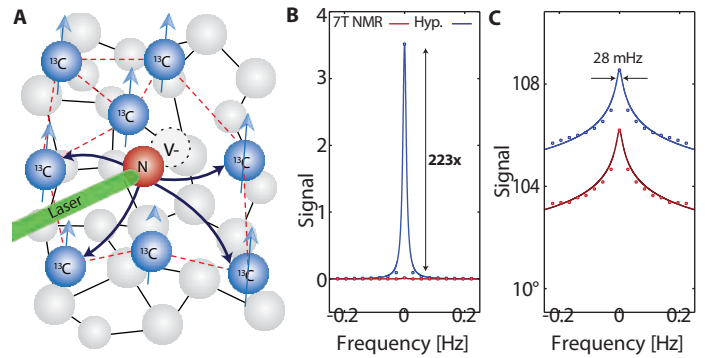 A
¹³C
¹³C
¹³C
V-
¹³C
N
¹³C
Laser
¹³C
¹³C
¹³C
B
7T NMR
Hyp.
4
3
2
1
0
Signal
223x
-0.2
0
0.2
Frequency [Hz]
C
28 mHz
108
104
10°
Signal
-0.2
0
0.2
Frequency [Hz]